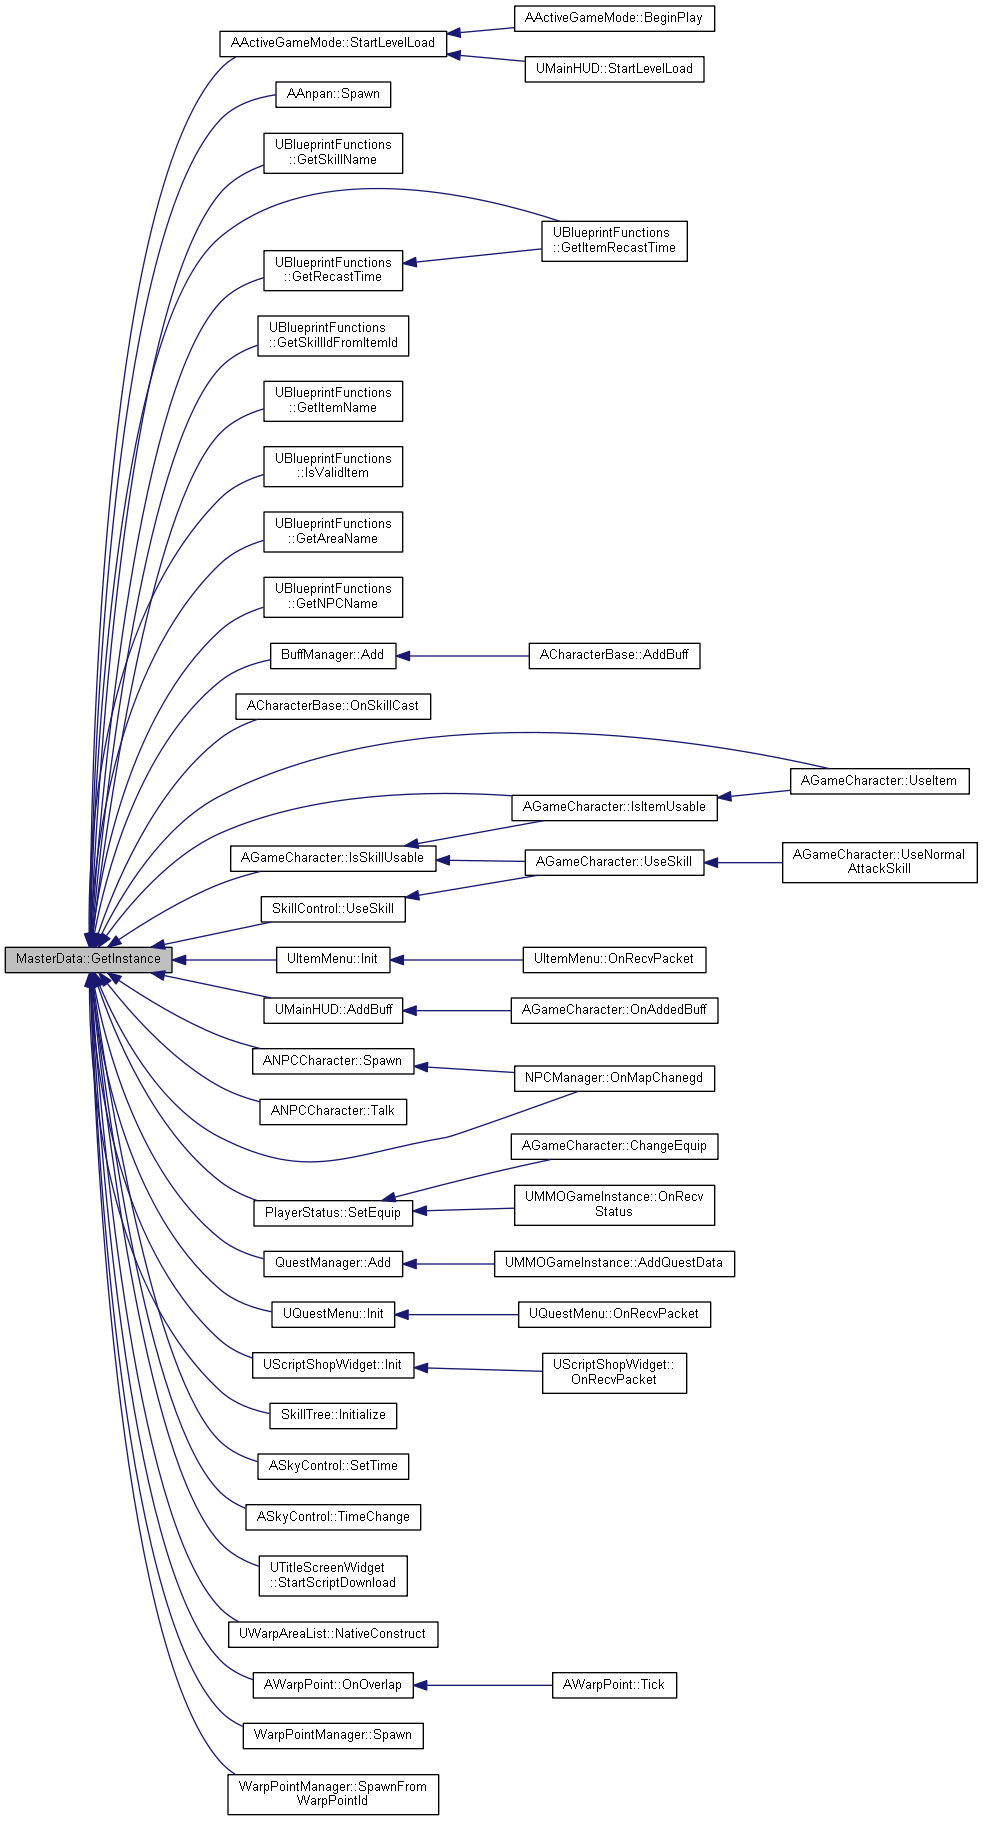 AActiveGameMode::BeginPlay
AActiveGameMode::StartLevelLoad
UMainHUD::StartLevelLoad
AAnpan::Spawn
UBlueprintFunctions
::GetSkillName
UBlueprintFunctions
::GetItemRecastTime
UBlueprintFunctions
::GetRecastTime
UBlueprintFunctions
::GetSkillIdFromItemId
UBlueprintFunctions
::GetItemName
UBlueprintFunctions
::IsValidItem
UBlueprintFunctions
::GetAreaName
UBlueprintFunctions
::GetNPCName
BuffManager::Add
ACharacterBase::AddBuff
ACharacterBase::OnSkillCast
AGameCharacter::UseItem
AGameCharacter::IsItemUsable
AGameCharacter::IsSkillUsable
AGameCharacter::UseSkill
AGameCharacter::UseNormal
AttackSkill
SkillControl::UseSkill
MasterData::GetInstance
UItemMenu::Init
UItemMenu::OnRecvPacket
UMainHUD::AddBuff
AGameCharacter::OnAddedBuff
ANPCCharacter::Spawn
NPCManager::OnMapChanegd
ANPCCharacter::Talk
AGameCharacter::ChangeEquip
PlayerStatus::SetEquip
UMMOGameInstance::OnRecv
Status
QuestManager::Add
UMMOGameInstance::AddQuestData
UQuestMenu::Init
UQuestMenu::OnRecvPacket
UScriptShopWidget::Init
UScriptShopWidget::
OnRecvPacket
SkillTree::Initialize
ASkyControl::SetTime
ASkyControl::TimeChange
UTitleScreenWidget
::StartScriptDownload
UWarpAreaList::NativeConstruct
AWarpPoint::OnOverlap
AWarpPoint::Tick
WarpPointManager::Spawn
WarpPointManager::SpawnFrom
WarpPointId